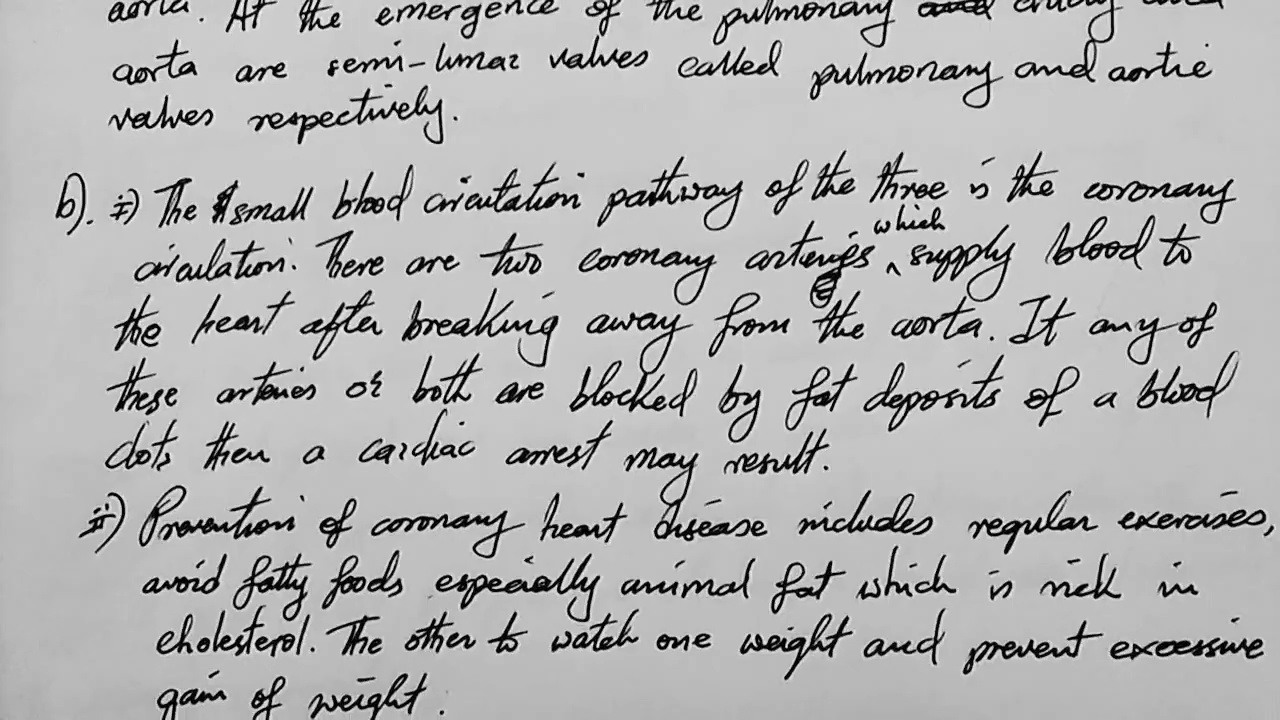 aorta. At the emergence of the pulmonary
aorta are semi-lunar valves called pulmonary and aortic
valves respectively.
b). i) The small blood circulation pathway of the three is the coronary
circulation. There are two coronary arteries which supply blood to
the heart after breaking away from the aorta. If any of
these arteries or both are blocked by fat deposits of a blood
clots then a cardiac arrest may result.
ii) Prevention of coronary heart disease includes regular exercises,
avoid fatty foods especially animal fat which is rich in
cholesterol. The other to watch one weight and prevent excessive
gain of weight.